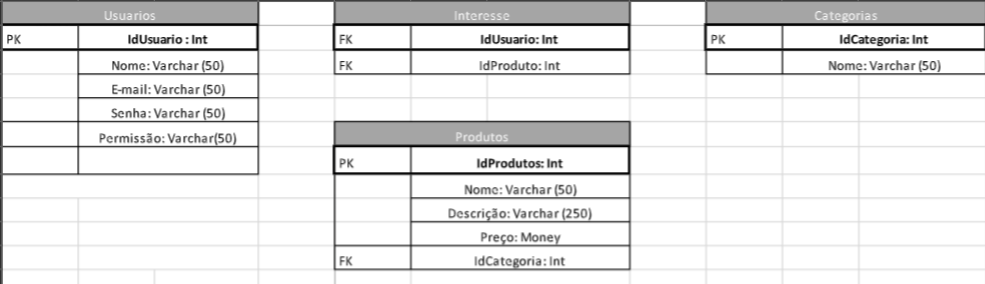 Usuarios
PK IdUsuario : Int
Nome: Varchar (50)
E-mail: Varchar (50)
Senha: Varchar (50)
Permissão: Varchar(50)
Interesse
FK IdUsuario: Int
FK IdProduto: Int
Produtos
PK IdProdutos: Int
Nome: Varchar (50)
Descrição: Varchar (250)
Preço: Money
FK IdCategoria: Int
Categorias
PK IdCategoria: Int
Nome: Varchar (50)